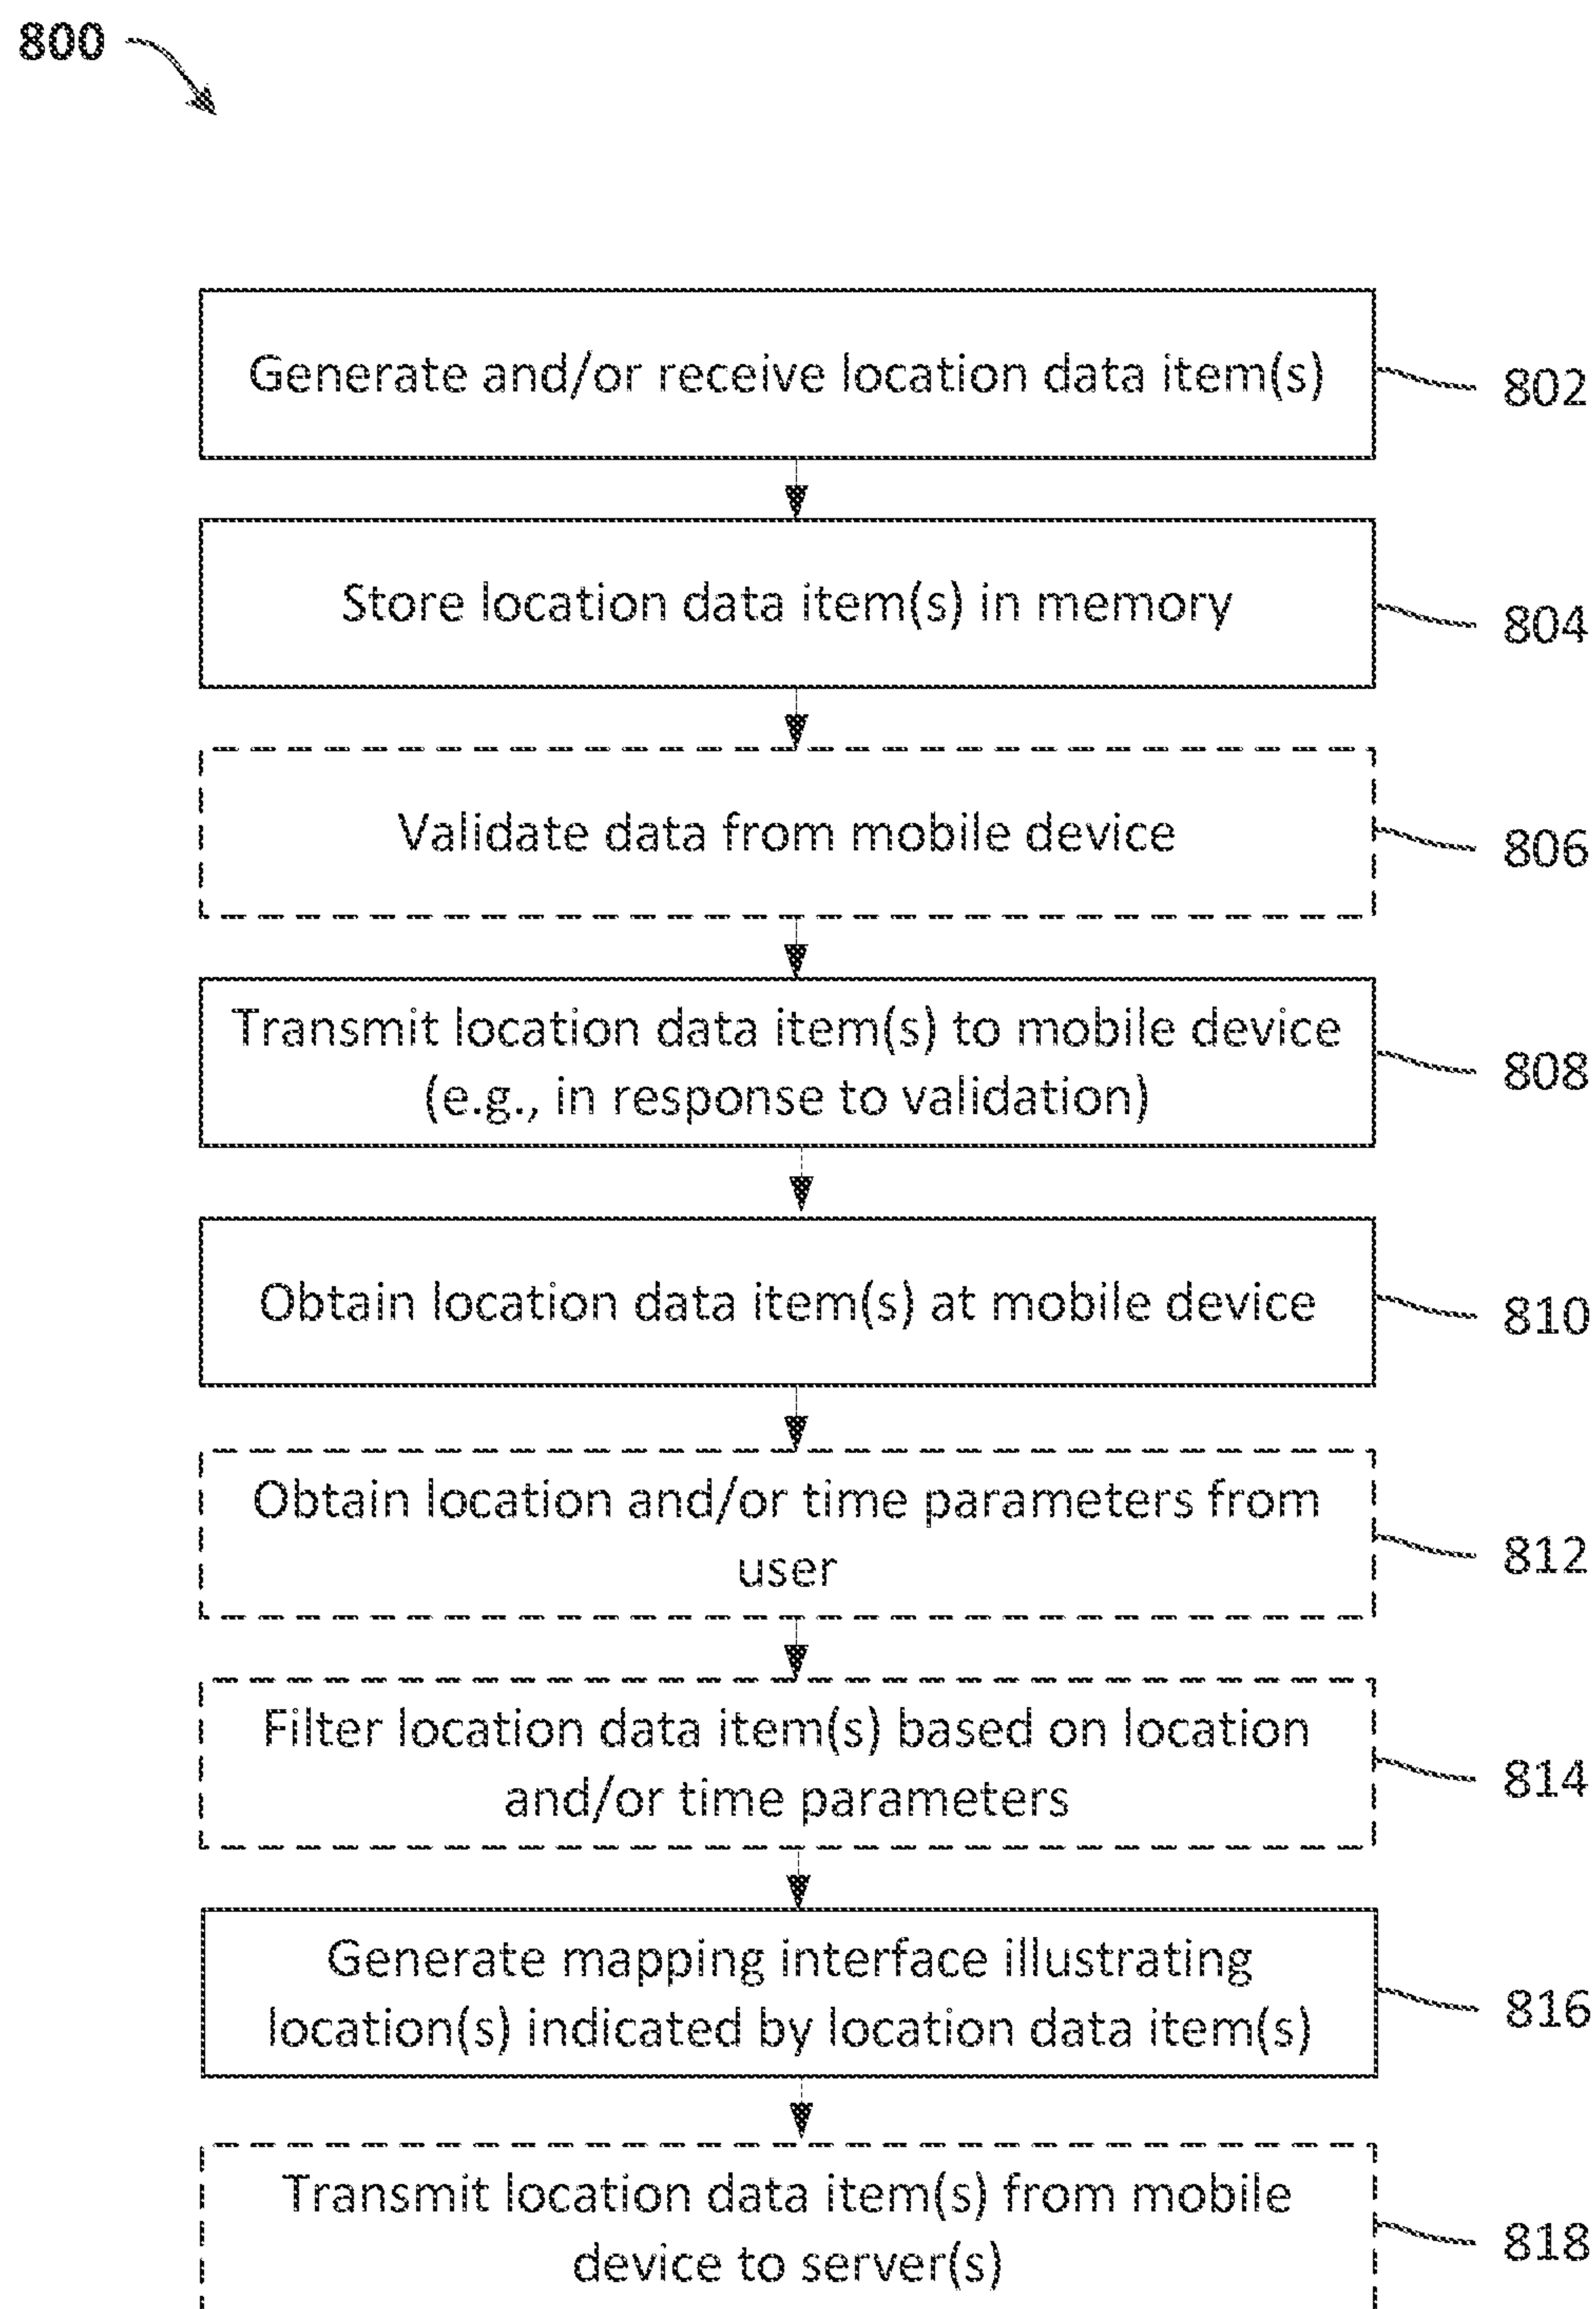 800
Generate and/or receive location data item(s)
802
Store location data item(s) in memory
804
Validate data from mobile device
806
Transmit location data item(s) to mobile device
(e.g., in response to validation)
808
Obtain location data item(s) at mobile device
810
Obtain location and/or time parameters from
user
812
Filter location data item(s) based on location
and/or time parameters
814
Generate mapping interface illustrating
location(s) indicated by location data item(s)
816
Transmit location data item(s) from mobile
device to server(s)
818